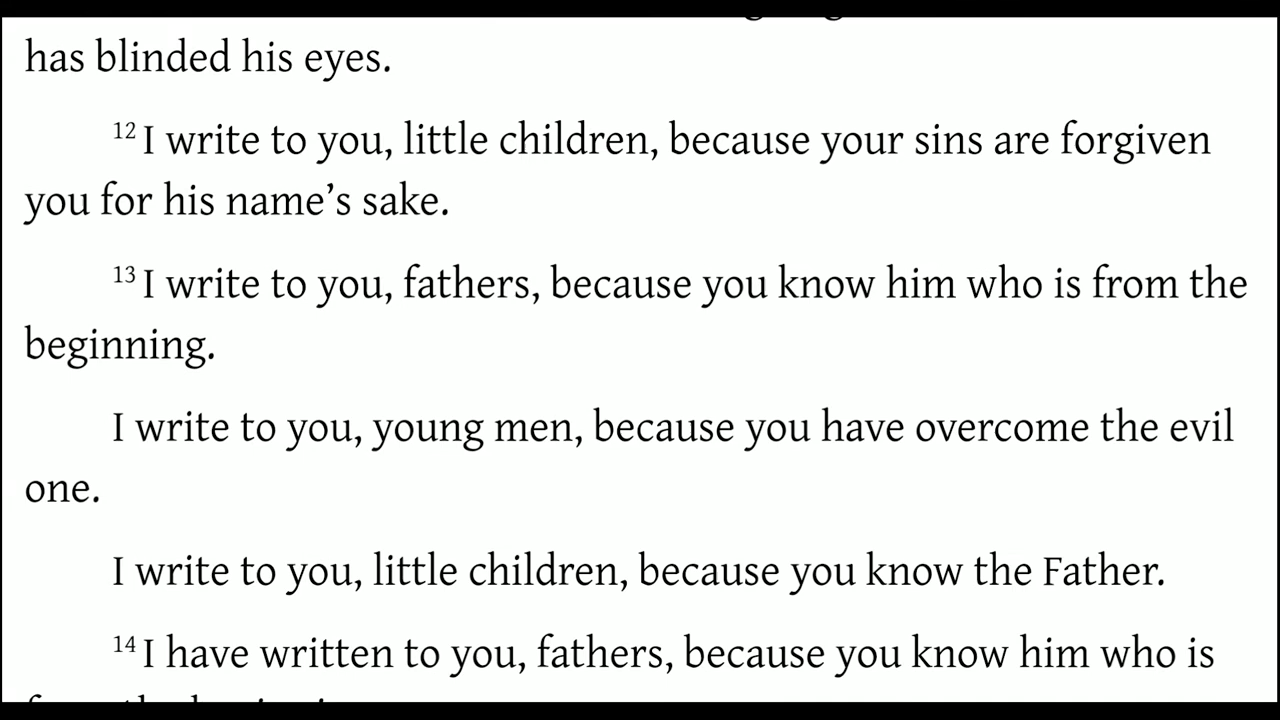 has blinded his eyes.
12 I write to you, little children, because your sins are forgiven
you for his name’s sake.
13 I write to you, fathers, because you know him who is from the
beginning.
I write to you, young men, because you have overcome the evil
one.
I write to you, little children, because you know the Father.
14 I have written to you, fathers, because you know him who is